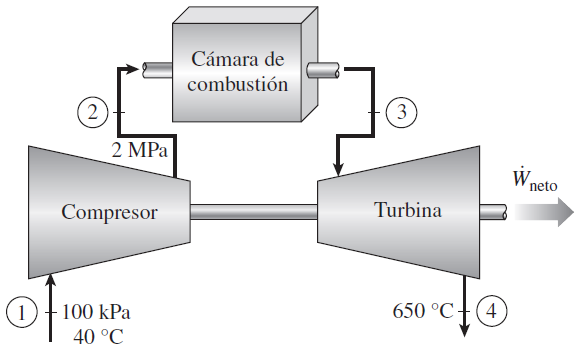 Cámara de
combustión
2
3
2 MPa
Ẇneto
Compresor
Turbina
1
100 kPa
40 °C
650 °C
4